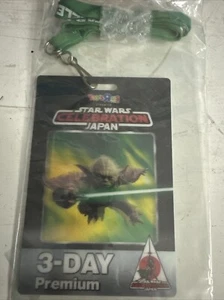 STAR WARS
CELEBRATION
JAPAN
3-DAY
Premium